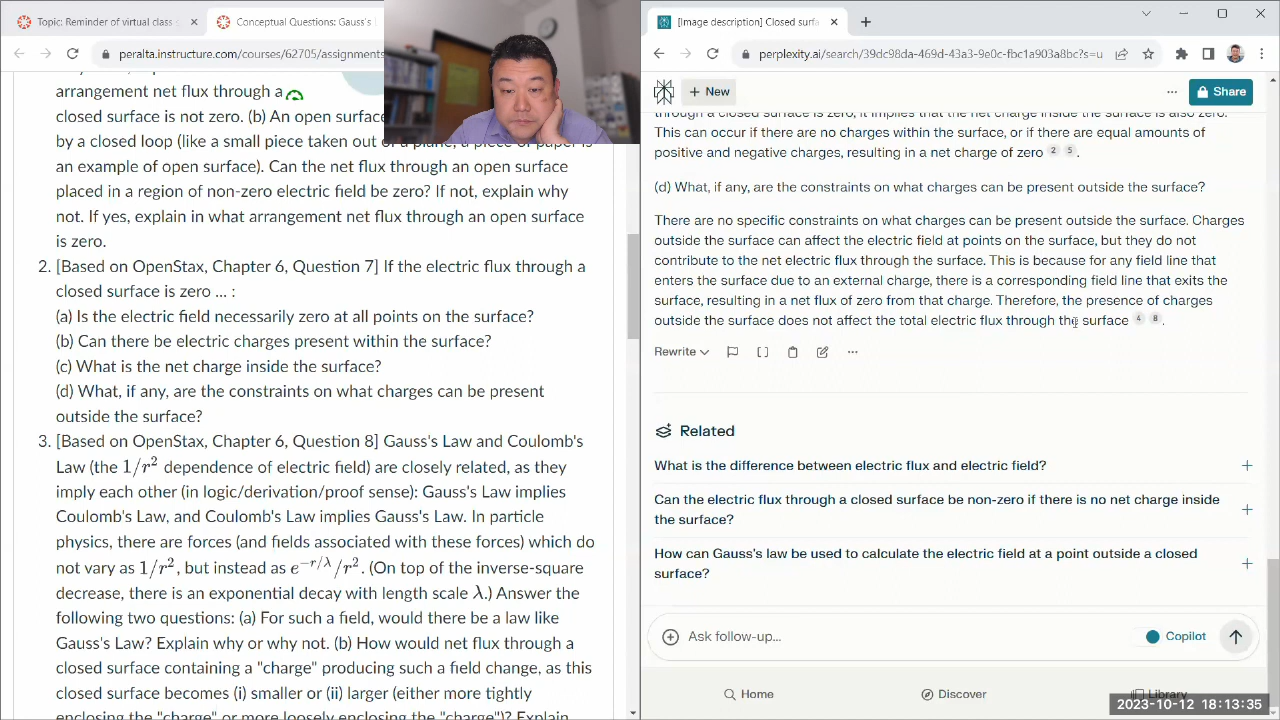 Topic: Reminder of virtual class s
Conceptual Questions: Gauss's L
peralta.instructure.com/courses/62705/assignments
arrangement net flux through a
closed surface is not zero. (b) An open surface
by a closed loop (like a small piece taken out of a plane, a piece of paper is
an example of open surface). Can the net flux through an open surface
placed in a region of non-zero electric field be zero? If not, explain why
not. If yes, explain in what arrangement net flux through an open surface
is zero.
2. [Based on OpenStax, Chapter 6, Question 7] If the electric flux through a
closed surface is zero ... :
(a) Is the electric field necessarily zero at all points on the surface?
(b) Can there be electric charges present within the surface?
(c) What is the net charge inside the surface?
(d) What, if any, are the constraints on what charges can be present
outside the surface?
3. [Based on OpenStax, Chapter 6, Question 8] Gauss's Law and Coulomb's
Law (the 1/r² dependence of electric field) are closely related, as they
imply each other (in logic/derivation/proof sense): Gauss's Law implies
Coulomb's Law, and Coulomb's Law implies Gauss's Law. In particle
physics, there are forces (and fields associated with these forces) which do
not vary as 1/r², but instead as e^{-r/λ}/r². (On top of the inverse-square
decrease, there is an exponential decay with length scale λ.) Answer the
following two questions: (a) For such a field, would there be a law like
Gauss's Law? Explain why or why not. (b) How would net flux through a
closed surface containing a "charge" producing such a field change, as this
closed surface becomes (i) smaller or (ii) larger (either more tightly
enclosing the "charge" or more loosely enclosing the "charge")? Explain
[Image description] Closed surfa
perplexity.ai/search/39dc98da-469d-43a3-9e0c-fbc1a903a8bc?s=u
New
Share
through a closed surface is zero, it implies that the net charge inside the surface is also zero.
This can occur if there are no charges within the surface, or if there are equal amounts of
positive and negative charges, resulting in a net charge of zero 2 5 .
(d) What, if any, are the constraints on what charges can be present outside the surface?
There are no specific constraints on what charges can be present outside the surface. Charges
outside the surface can affect the electric field at points on the surface, but they do not
contribute to the net electric flux through the surface. This is because for any field line that
enters the surface due to an external charge, there is a corresponding field line that exits the
surface, resulting in a net flux of zero from that charge. Therefore, the presence of charges
outside the surface does not affect the total electric flux through the surface 4 8 .
Rewrite
Related
What is the difference between electric flux and electric field?
Can the electric flux through a closed surface be non-zero if there is no net charge inside
the surface?
How can Gauss's law be used to calculate the electric field at a point outside a closed
surface?
Ask follow-up...
Copilot
Home
Discover
Library
2023-10-12 18:13:35